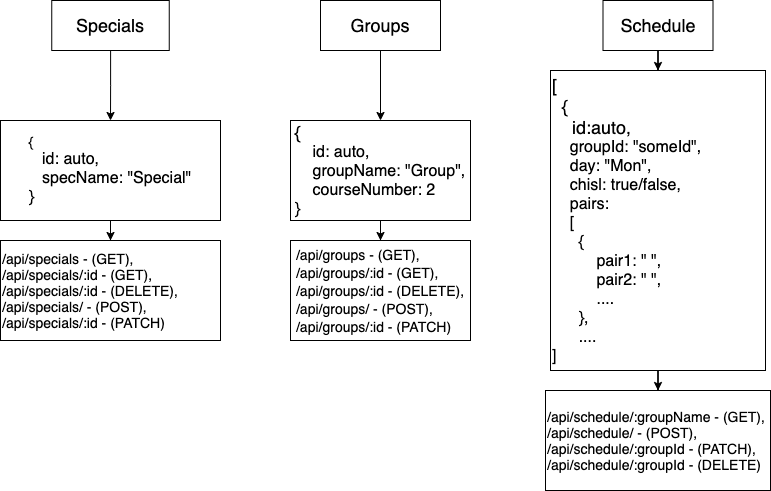 Specials
{
id: auto,
specName: "Special"
}
/api/specials - (GET),
/api/specials/:id - (GET),
/api/specials/:id - (DELETE),
/api/specials/ - (POST),
/api/specials/:id - (PATCH)
Groups
{
id: auto,
groupName: "Group",
courseNumber: 2
}
/api/groups - (GET),
/api/groups/:id - (GET),
/api/groups/:id - (DELETE),
/api/groups/ - (POST),
/api/groups/:id - (PATCH)
Schedule
[
{
id:auto,
groupId: "someId",
day: "Mon",
chisl: true/false,
pairs:
[
{
pair1: " ",
pair2: " ",
....
},
....
]
/api/schedule/:groupName - (GET),
/api/schedule/ - (POST),
/api/schedule/:groupId - (PATCH),
/api/schedule/:groupId - (DELETE)